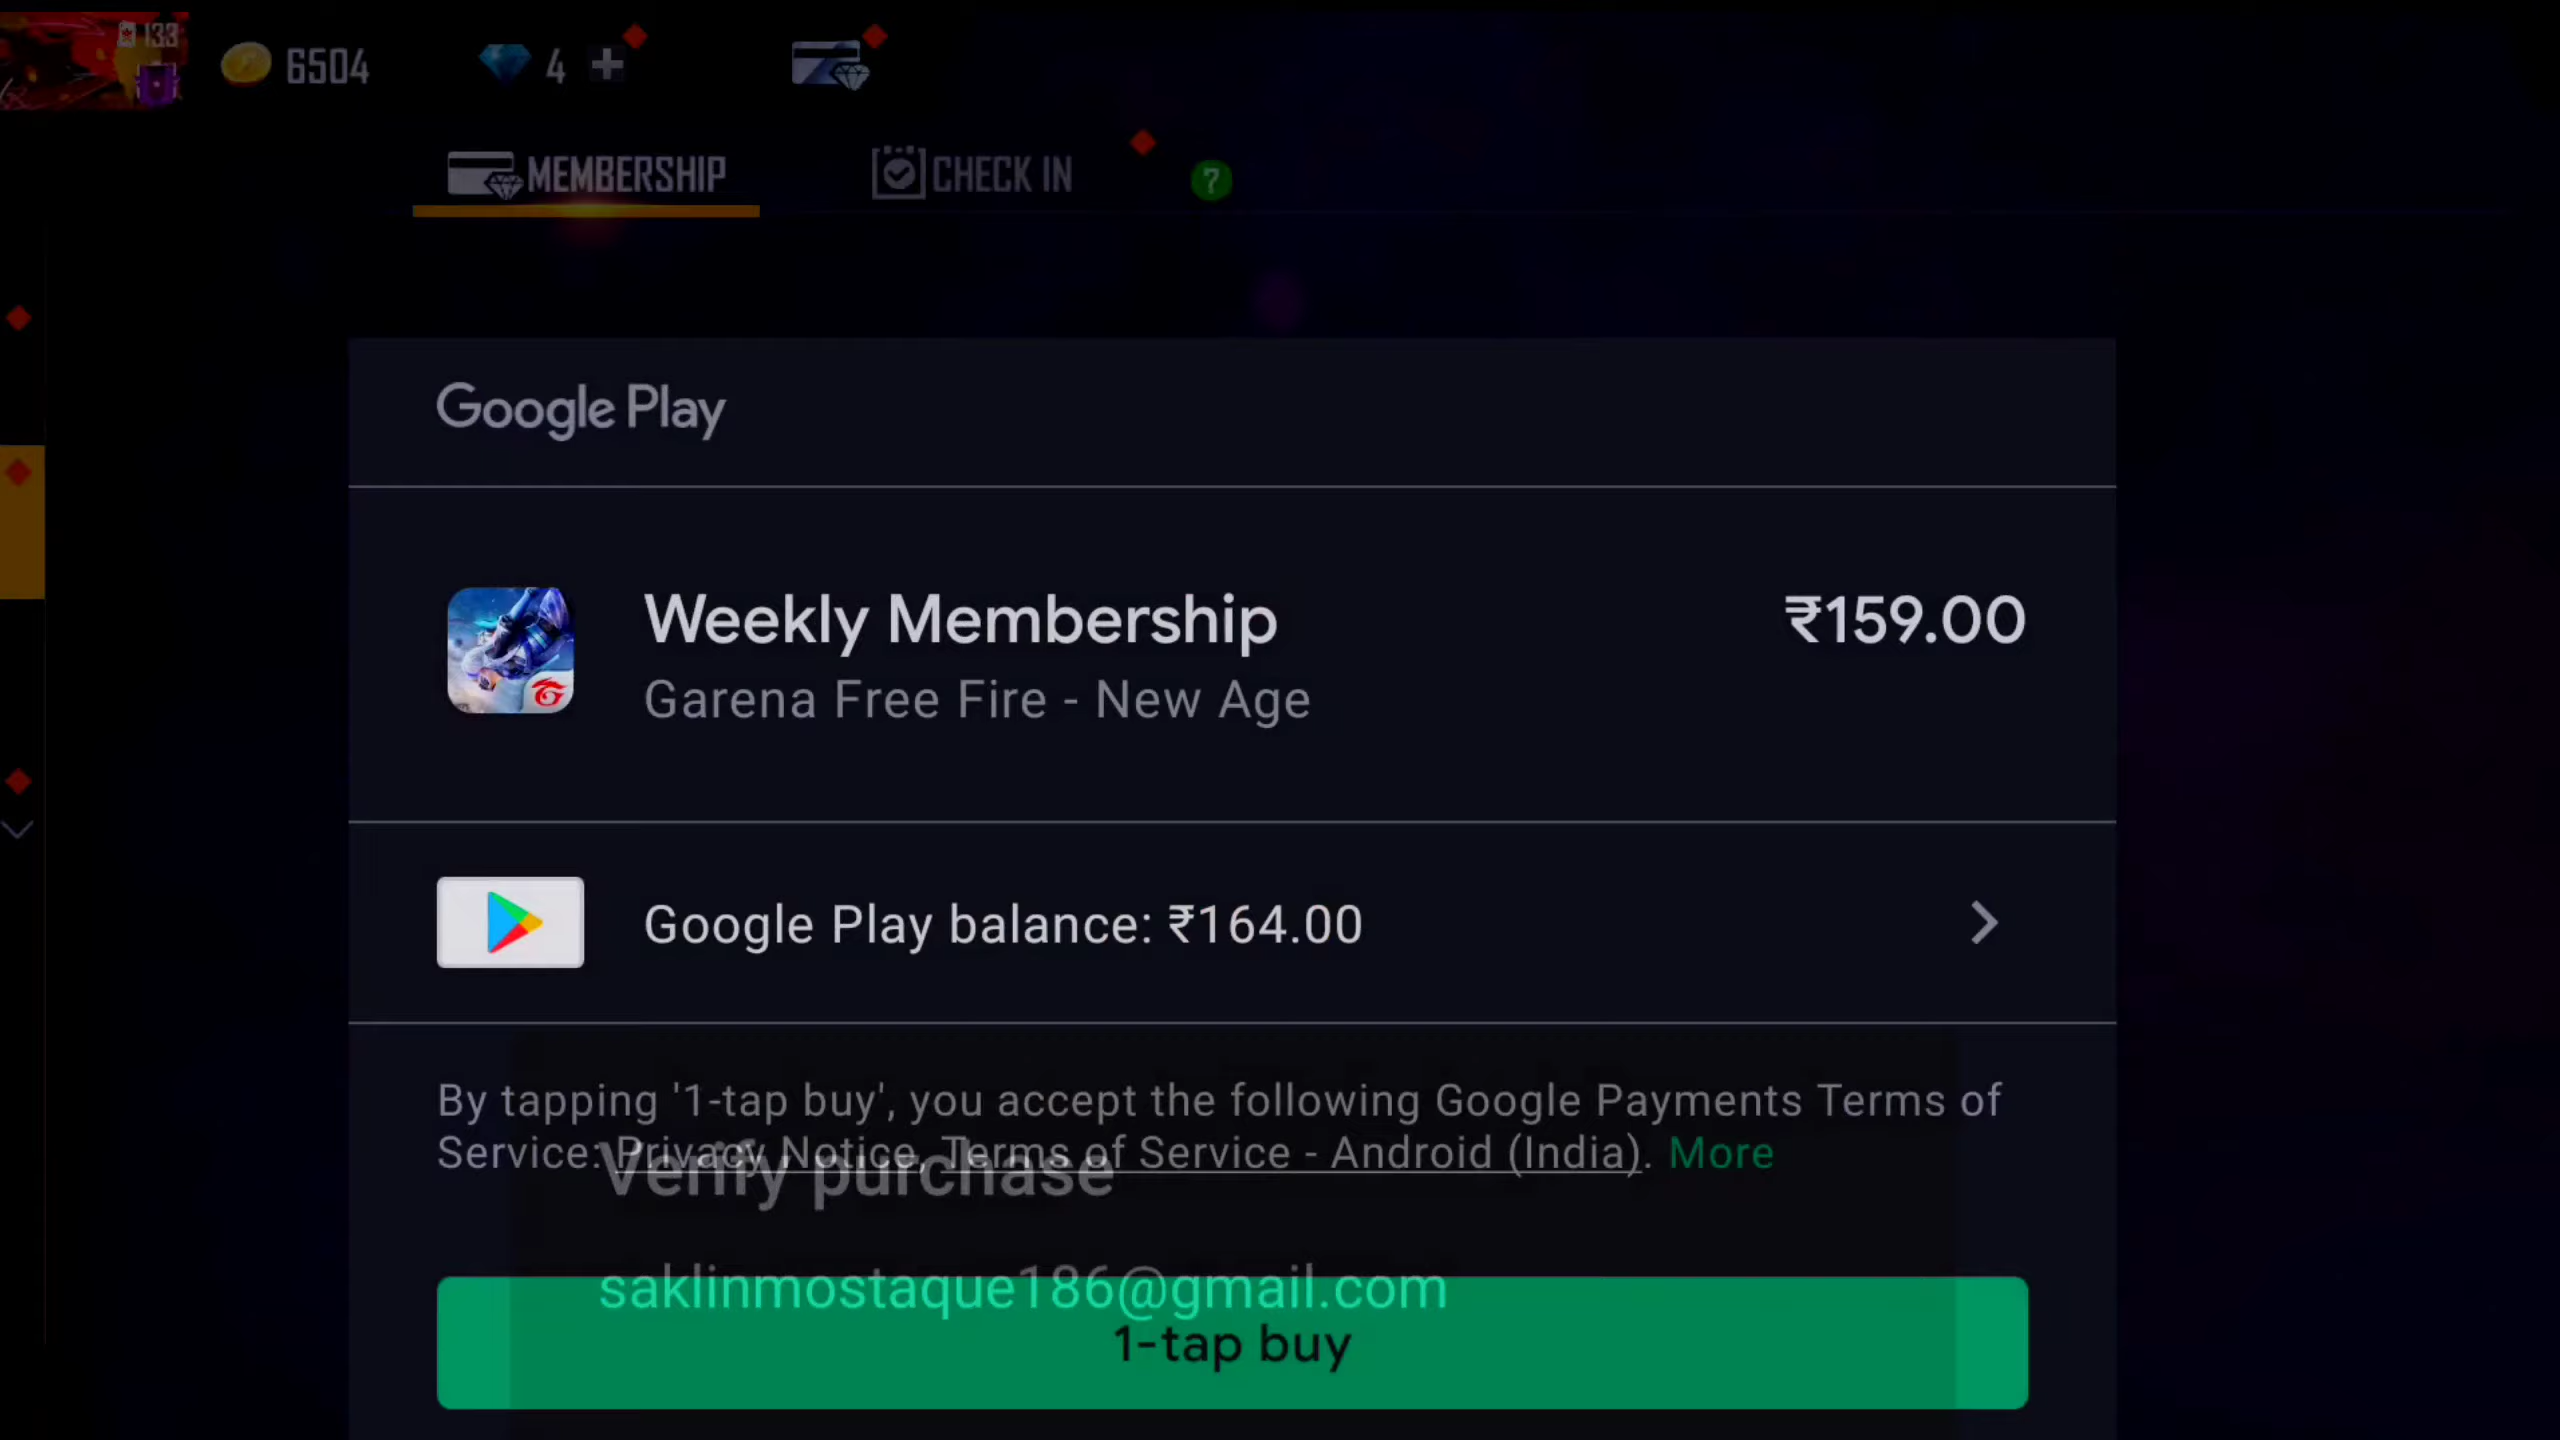 133
6504
4
MEMBERSHIP
CHECK IN
?
Google Play
Weekly Membership
₹159.00
Garena Free Fire - New Age
Google Play balance: ₹164.00
By tapping '1-tap buy', you accept the following Google Payments Terms of
Service: Privacy Notice, Terms of Service - Android (India). More
Verify purchase
saklinmostaque186@gmail.com
1-tap buy